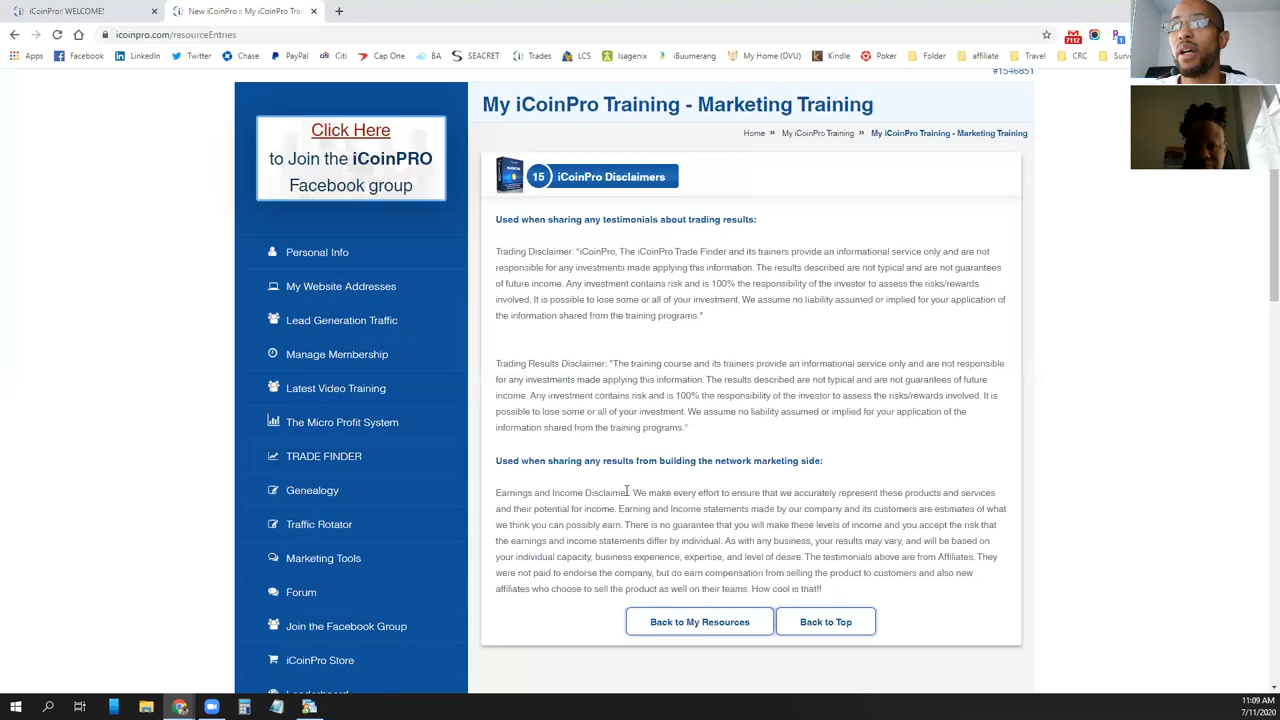 iCoinPro WELCOME!
New iCoinPro :: My iCoinPro Train
icoinpro.com/resourceEntries
7112
Apps Facebook LinkedIn Twitter Chase PayPal Citi Cap One BA SEACRET Trades LCS Isagenix iBuumerang My Home (DVU) Kindle Poker Folder affiliate Travel CRC Surv
#1546851
Click Here
to Join the iCoinPRO
Facebook group
Personal Info
My Website Addresses
Lead Generation Traffic
Manage Membership
Latest Video Training
The Micro Profit System
TRADE FINDER
Genealogy
Traffic Rotator
Marketing Tools
Forum
Join the Facebook Group
iCoinPro Store
Leaderboard
My iCoinPro Training - Marketing Training
Home » My iCoinPro Training » My iCoinPro Training - Marketing Training
15 iCoinPro Disclaimers
Used when sharing any testimonials about trading results:
Trading Disclaimer: "iCoinPro, The iCoinPro Trade Finder and its trainers provide an informational service only and are not
responsible for any investments made applying this information. The results described are not typical and are not guarantees
of future income. Any investment contains risk and is 100% the responsibility of the investor to assess the risks/rewards
involved. It is possible to lose some or all of your investment. We assume no liability assumed or implied for your application of
the information shared from the training programs."
Trading Results Disclaimer: "The training course and its trainers provide an informational service only and are not responsible
for any investments made applying this information. The results described are not typical and are not guarantees of future
income. Any investment contains risk and is 100% the responsibility of the investor to assess the risks/rewards involved. It is
possible to lose some or all of your investment. We assume no liability assumed or implied for your application of the
information shared from the training programs."
Used when sharing any results from building the network marketing side:
Earnings and Income Disclaimer: We make every effort to ensure that we accurately represent these products and services
and their potential for income. Earning and Income statements made by our company and its customers are estimates of what
we think you can possibly earn. There is no guarantee that you will make these levels of income and you accept the risk that
the earnings and income statements differ by individual. As with any business, your results may vary, and will be based on
your individual capacity, business experience, expertise, and level of desire. The testimonials above are from Affiliates. They
were not paid to endorse the company, but do earn compensation from selling the product to customers and also new
affiliates who choose to sell the product as well on their teams. How cool is that!!
Back to My Resources Back to Top
11:09 AM
7/11/2020